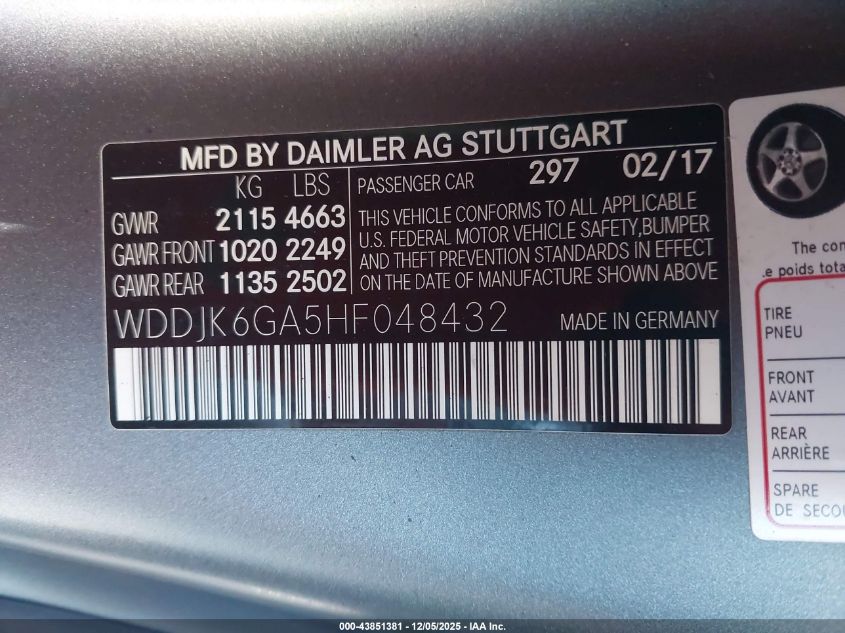 MFD BY DAIMLER AG STUTTGART
KG LBS
GVWR 2115 4663
GAWR FRONT 1020 2249
GAWR REAR 1135 2502
PASSENGER CAR 297 02/17
THIS VEHICLE CONFORMS TO ALL APPLICABLE
U.S. FEDERAL MOTOR VEHICLE SAFETY,BUMPER
AND THEFT PREVENTION STANDARDS IN EFFECT
ON THE DATE OF MANUFACTURE SHOWN ABOVE
WDDJK6GA5HF048432 MADE IN GERMANY
The com
e poids tota
TIRE
PNEU
FRONT
AVANT
REAR
ARRIÈRE
SPARE
DE SECOU
000-43851381 - 12/05/2025 - IAA Inc.